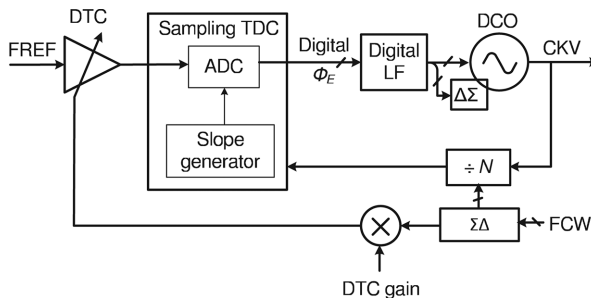 DTC
Sampling TDC
DCO
FREF
ADC
Digital
Φ_E
Digital
LF
CKV
ΔΣ
Slope
generator
÷ N
ΣΔ
FCW
DTC gain